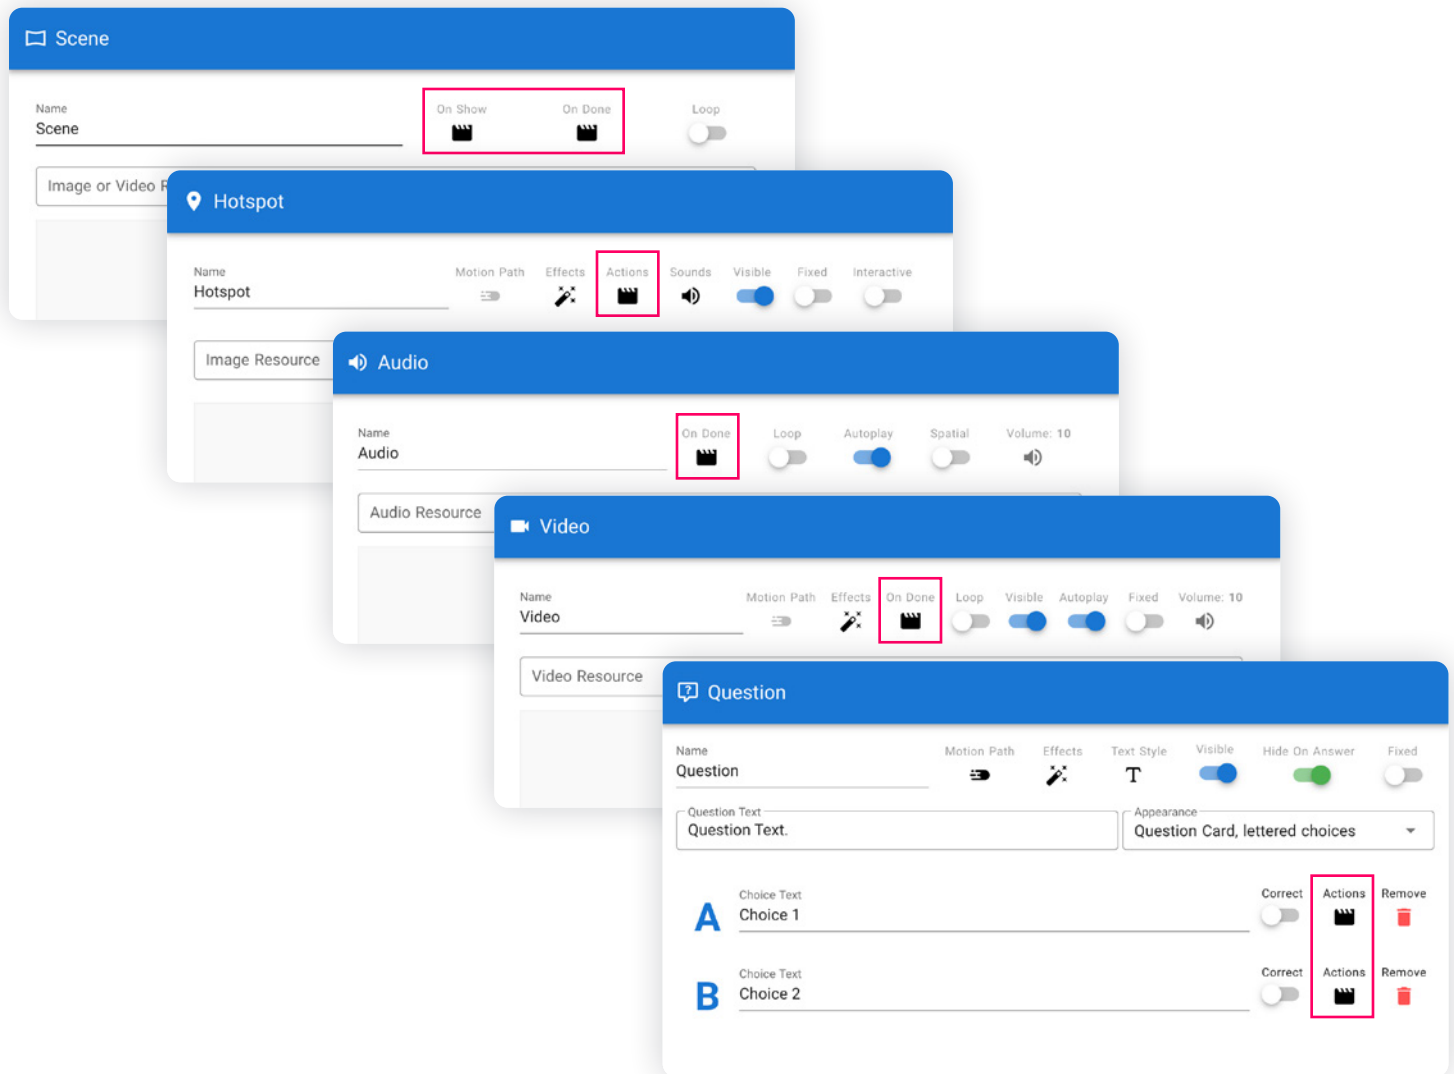 Scene
Name
On Show
On Done
Loop
Scene
Image or Video R
Hotspot
Name
Motion Path
Effects
Actions
Sounds
Visible
Fixed
Interactive
Hotspot
Image Resource
Audio
Name
On Done
Loop
Autoplay
Spatial
Volume: 10
Audio
Audio Resource
Video
Name
Motion Path
Effects
On Done
Loop
Visible
Autoplay
Fixed
Volume: 10
Video
Video Resource
Question
Name
Motion Path
Effects
Text Style
Visible
Hide On Answer
Fixed
Question
T
Question Text
Appearance
Question Text.
Question Card, lettered choices
Choice Text
Correct
Actions
Remove
A
Choice 1
Choice Text
Correct
Actions
Remove
B
Choice 2